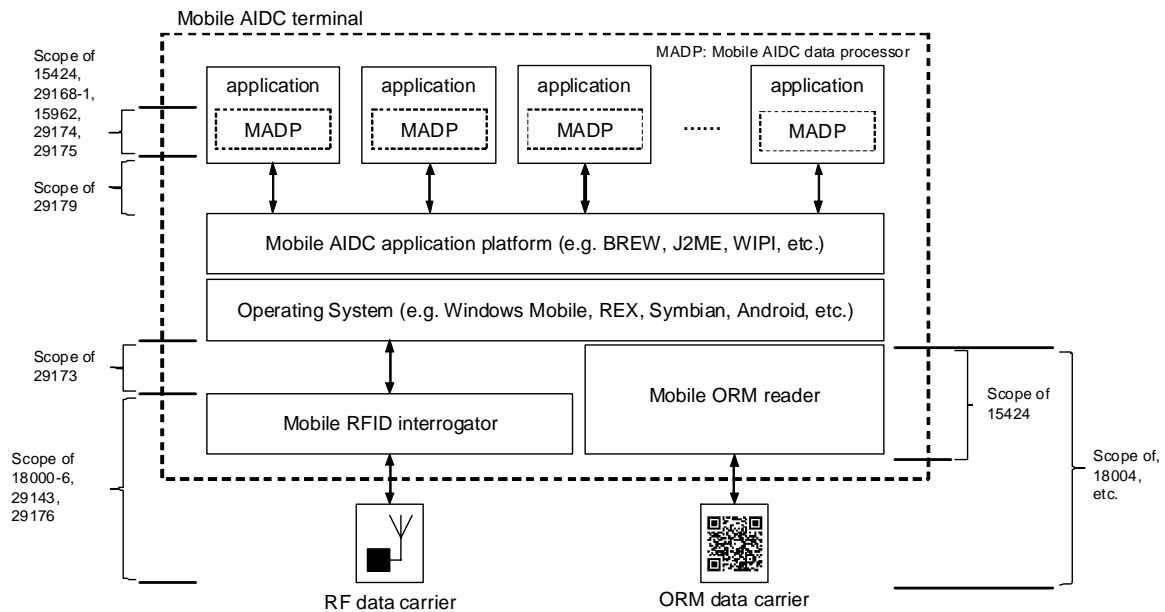 Mobile AIDC terminal
MADP: Mobile AIDC data processor
Scope of
15424,
29168-1,
15962,
29174,
29175
application
MADP
application
MADP
application
MADP
......
application
MADP
Scope of
29179
Mobile AIDC application platform (e.g. BREW, J2ME, WIPI, etc.)
Operating System (e.g. Windows Mobile, REX, Symbian, Android, etc.)
Scope of
29173
Mobile RFID interrogator
Mobile ORM reader
Scope of
15424
Scope of
18000-6,
29143,
29176
Scope of,
18004,
etc.
RF data carrier
ORM data carrier